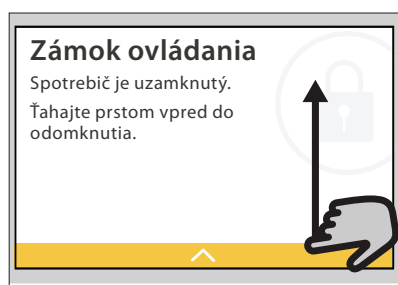 Zámok ovládania
Spotrebič je uzamknutý.
Ťahajte prstom vpred do
odomknutia.